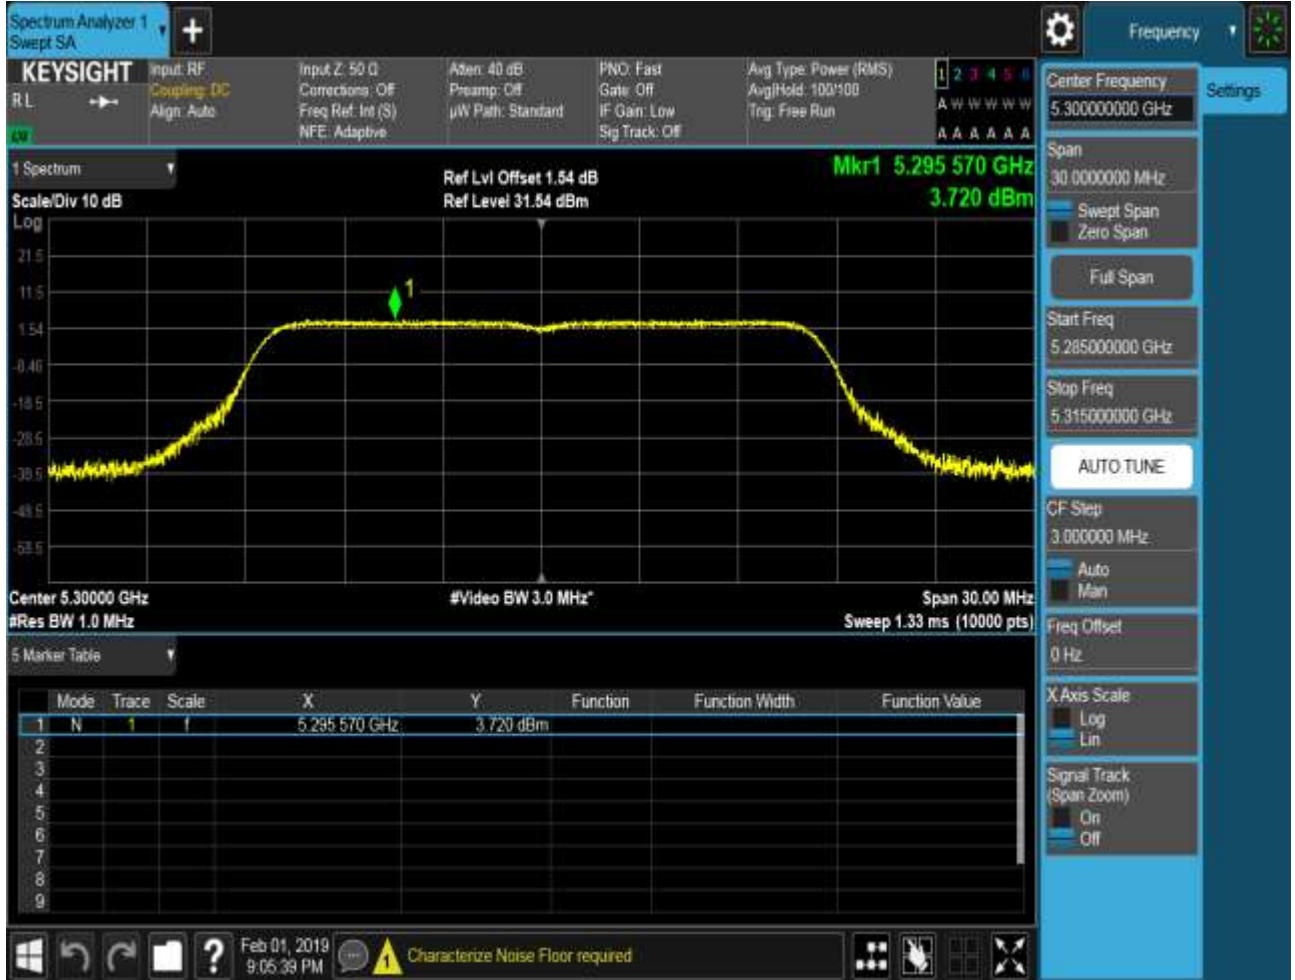 Spectrum Analyzer 1
Swept SA
Frequency
KEYSIGHT
RL
Input: RF
Coupling: DC
Align: Auto
Input Z: 50 Ω
Corrections: Off
Freq Ref: Int (S)
NFE: Adaptive
Atten: 40 dB
Preamp: Off
µW Path: Standard
PNO: Fast
Gate: Off
IF Gain: Low
Sig Track: Off
Avg Type: Power (RMS)
Avg|Hold: 100/100
Trig: Free Run
1 2 3 4 5 6
A W W W W W
A A A A A A
1 Spectrum
Scale/Div 10 dB
Ref Lvl Offset 1.54 dB
Ref Level 31.54 dBm
Mkr1 5.295 570 GHz
3.720 dBm
Log
21.5
11.5
1.54
-8.46
-18.5
-28.5
-38.5
-48.5
-58.5
1
Center 5.30000 GHz
#Video BW 3.0 MHz*
Span 30.00 MHz
#Res BW 1.0 MHz
Sweep 1.33 ms (10000 pts)
5 Marker Table
Mode Trace Scale X Y Function Function Width Function Value
1 N 1 f 5.295 570 GHz 3.720 dBm
2
3
4
5
6
7
8
9
Center Frequency
5.300000000 GHz
Settings
Span
30.0000000 MHz
Swept Span
Zero Span
Full Span
Start Freq
5.285000000 GHz
Stop Freq
5.315000000 GHz
AUTO TUNE
CF Step
3.000000 MHz
Auto
Man
Freq Offset
0 Hz
X Axis Scale
Log
Lin
Signal Track
(Span Zoom)
On
Off
?
Feb 01, 2019
9:05:39 PM
1
Characterize Noise Floor required